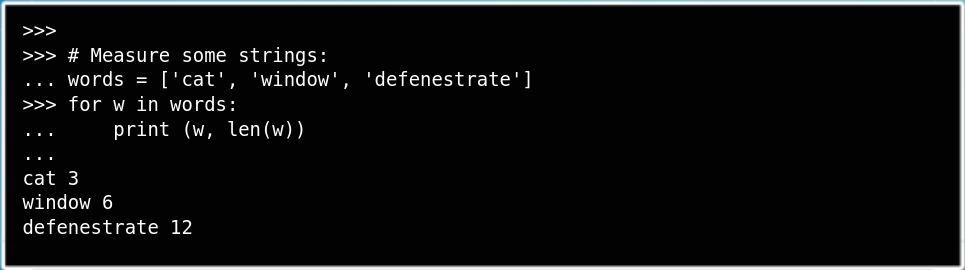 >>>
>>> # Measure some strings:
... words = ['cat', 'window', 'defenestrate']
>>> for w in words:
...     print (w, len(w))
...
cat 3
window 6
defenestrate 12